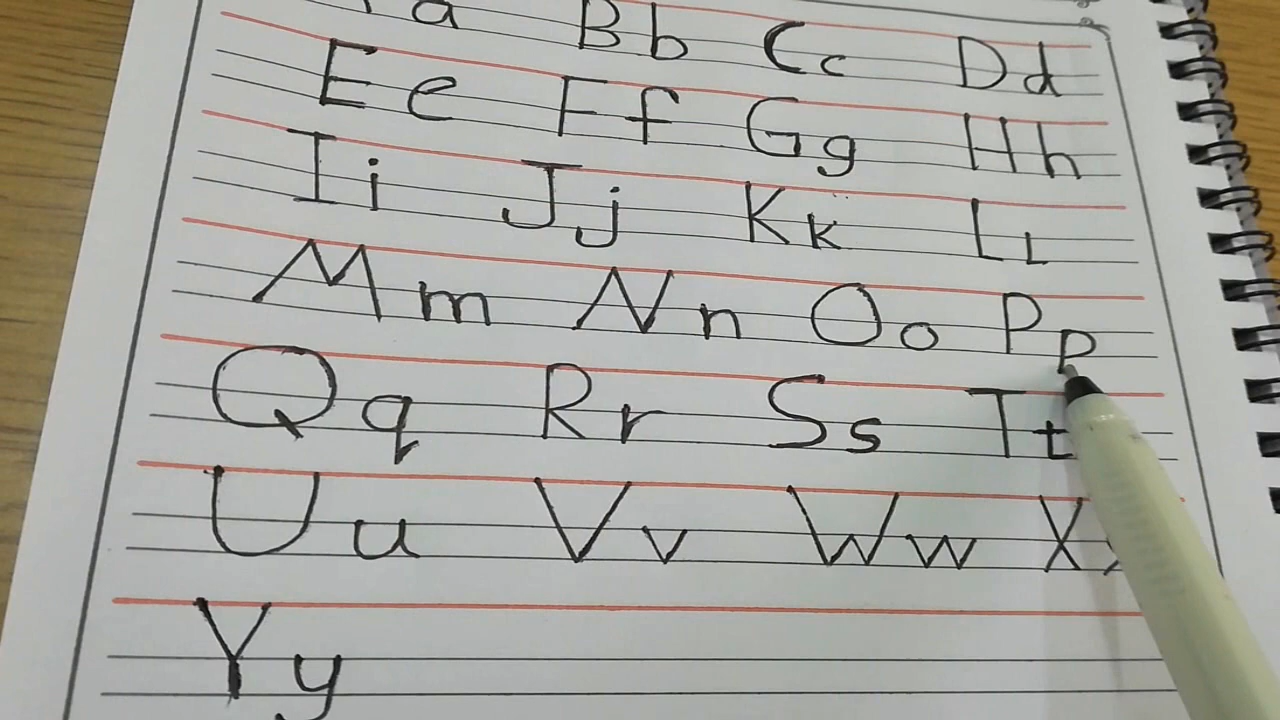 a Bb Cc Dd
Ee Ff Gg Hh
Ii Jj Kk Ll
Mm Nn Oo Pp
Qq Rr Ss Tt
Uu Vv Ww X
Yy